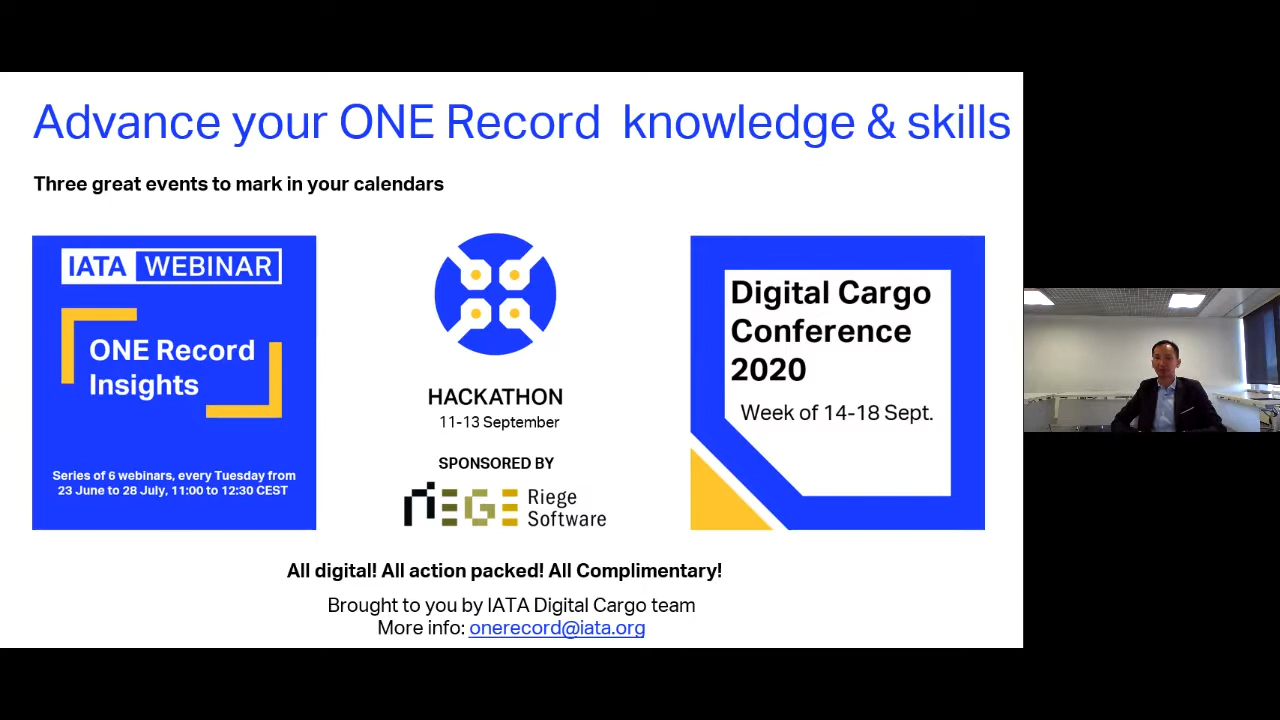 Advance your ONE Record knowledge & skills
Three great events to mark in your calendars
IATA WEBINAR
ONE Record
Insights
Series of 6 webinars, every Tuesday from
23 June to 28 July, 11:00 to 12:30 CEST
HACKATHON
11-13 September
SPONSORED BY
RIEGE Riege
Software
Digital Cargo
Conference
2020
Week of 14-18 Sept.
All digital! All action packed! All Complimentary!
Brought to you by IATA Digital Cargo team
More info: onerecord@iata.org